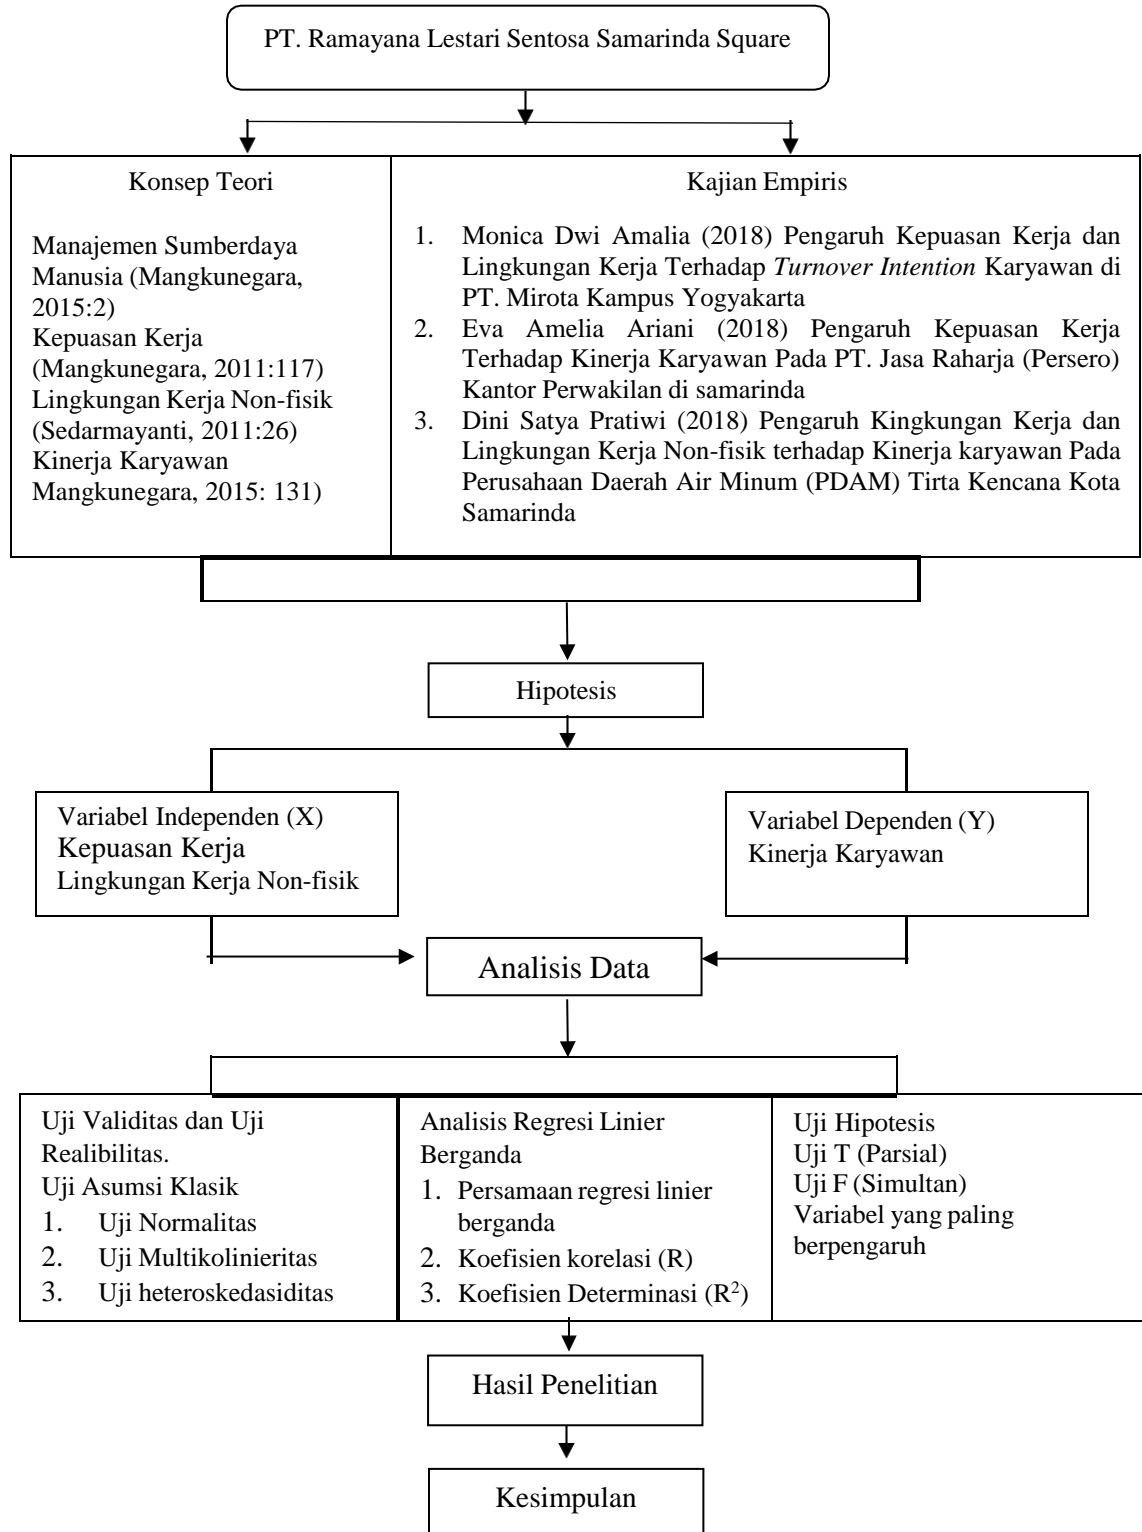 PT. Ramayana Lestari Sentosa Samarinda Square
Konsep Teori
Manajemen Sumberdaya
Manusia (Mangkunegara,
2015:2)
Kepuasan Kerja
(Mangkunegara, 2011:117)
Lingkungan Kerja Non-fisik
(Sedarmayanti, 2011:26)
Kinerja Karyawan
Mangkunegara, 2015: 131)
Kajian Empiris
1. Monica Dwi Amalia (2018) Pengaruh Kepuasan Kerja dan
Lingkungan Kerja Terhadap Turnover Intention Karyawan di
PT. Mirota Kampus Yogyakarta
2. Eva Amelia Ariani (2018) Pengaruh Kepuasan Kerja
Terhadap Kinerja Karyawan Pada PT. Jasa Raharja (Persero)
Kantor Perwakilan di samarinda
3. Dini Satya Pratiwi (2018) Pengaruh Kingkungan Kerja dan
Lingkungan Kerja Non-fisik terhadap Kinerja karyawan Pada
Perusahaan Daerah Air Minum (PDAM) Tirta Kencana Kota
Samarinda
Hipotesis
Variabel Independen (X)
Kepuasan Kerja
Lingkungan Kerja Non-fisik
Variabel Dependen (Y)
Kinerja Karyawan
Analisis Data
Uji Validitas dan Uji
Realibilitas.
Uji Asumsi Klasik
1. Uji Normalitas
2. Uji Multikolinieritas
3. Uji heteroskedasiditas
Analisis Regresi Linier
Berganda
1. Persamaan regresi linier
berganda
2. Koefisien korelasi (R)
3. Koefisien Determinasi (R²)
Uji Hipotesis
Uji T (Parsial)
Uji F (Simultan)
Variabel yang paling
berpengaruh
Hasil Penelitian
Kesimpulan